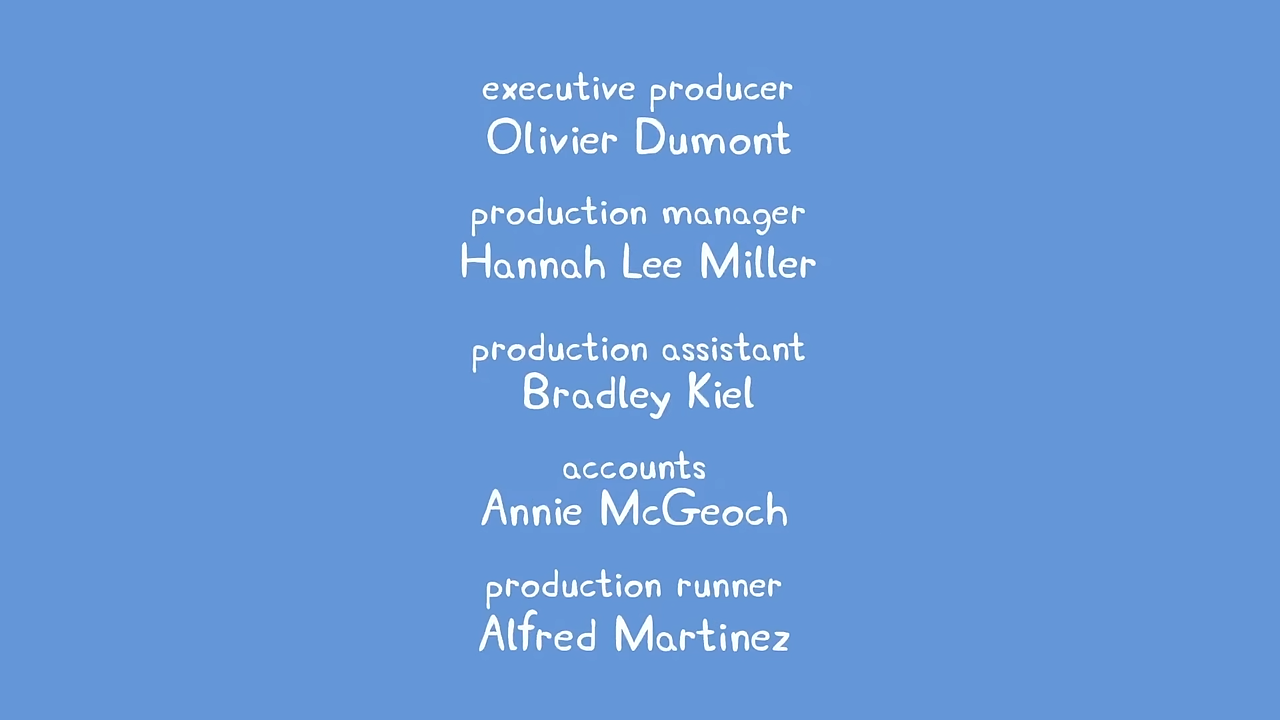 executive producer
Olivier Dumont
production manager
Hannah Lee Miller
production assistant
Bradley Kiel
accounts
Annie McGeoch
production runner
Alfred Martinez